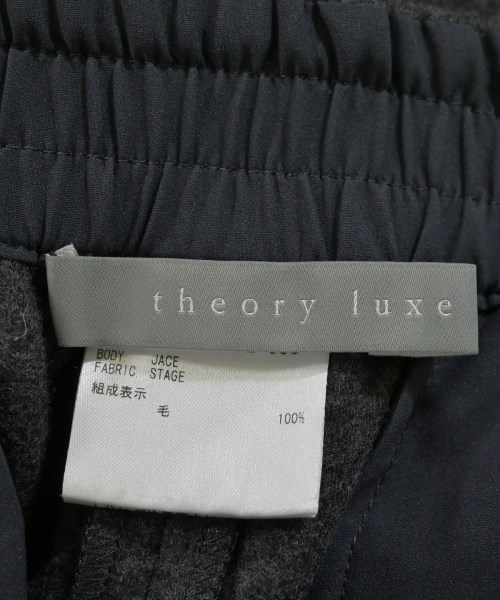 theory luxe
BODY JACE
FABRIC STAGE
組成表示
毛 100%